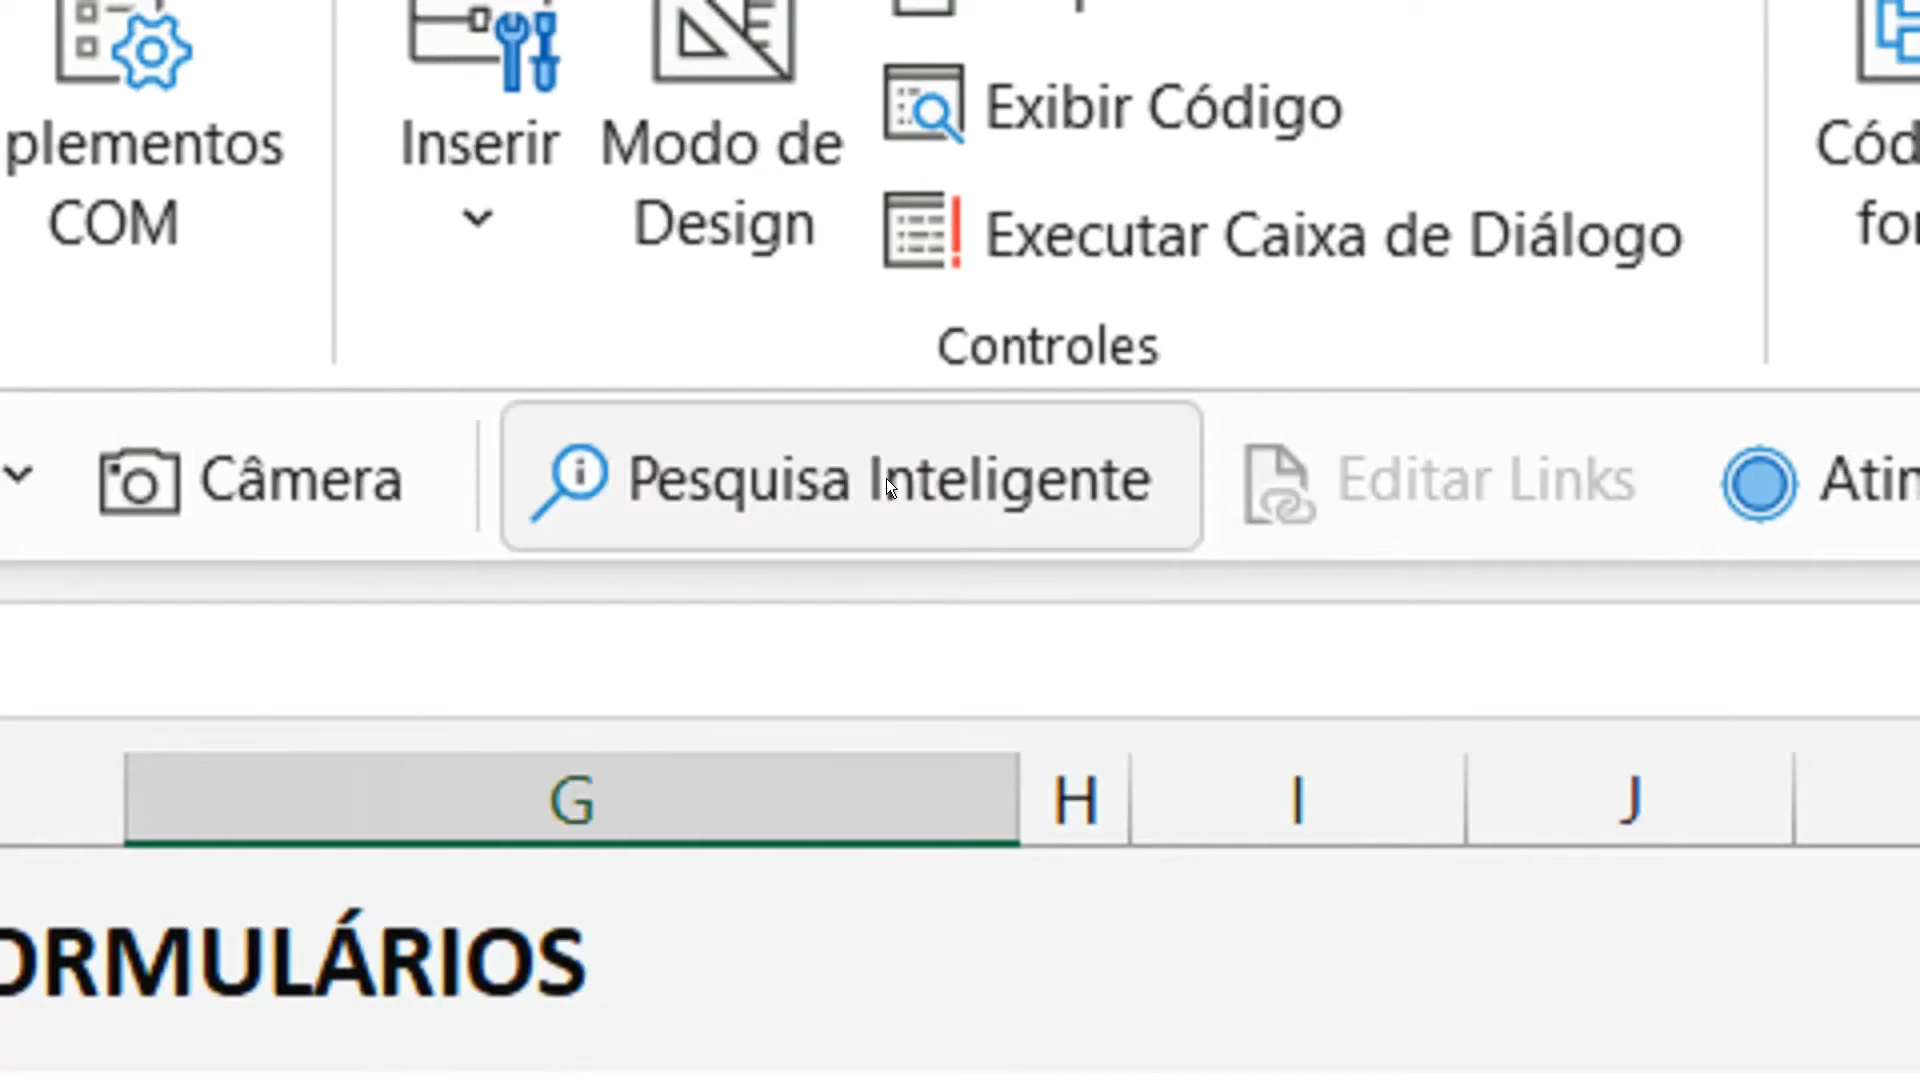 plementos
COM
Inserir
Modo de
Design
Exibir Código
Executar Caixa de Diálogo
Controles
Câmera
Pesquisa Inteligente
Editar Links
G
H
I
J
ORMULÁRIOS